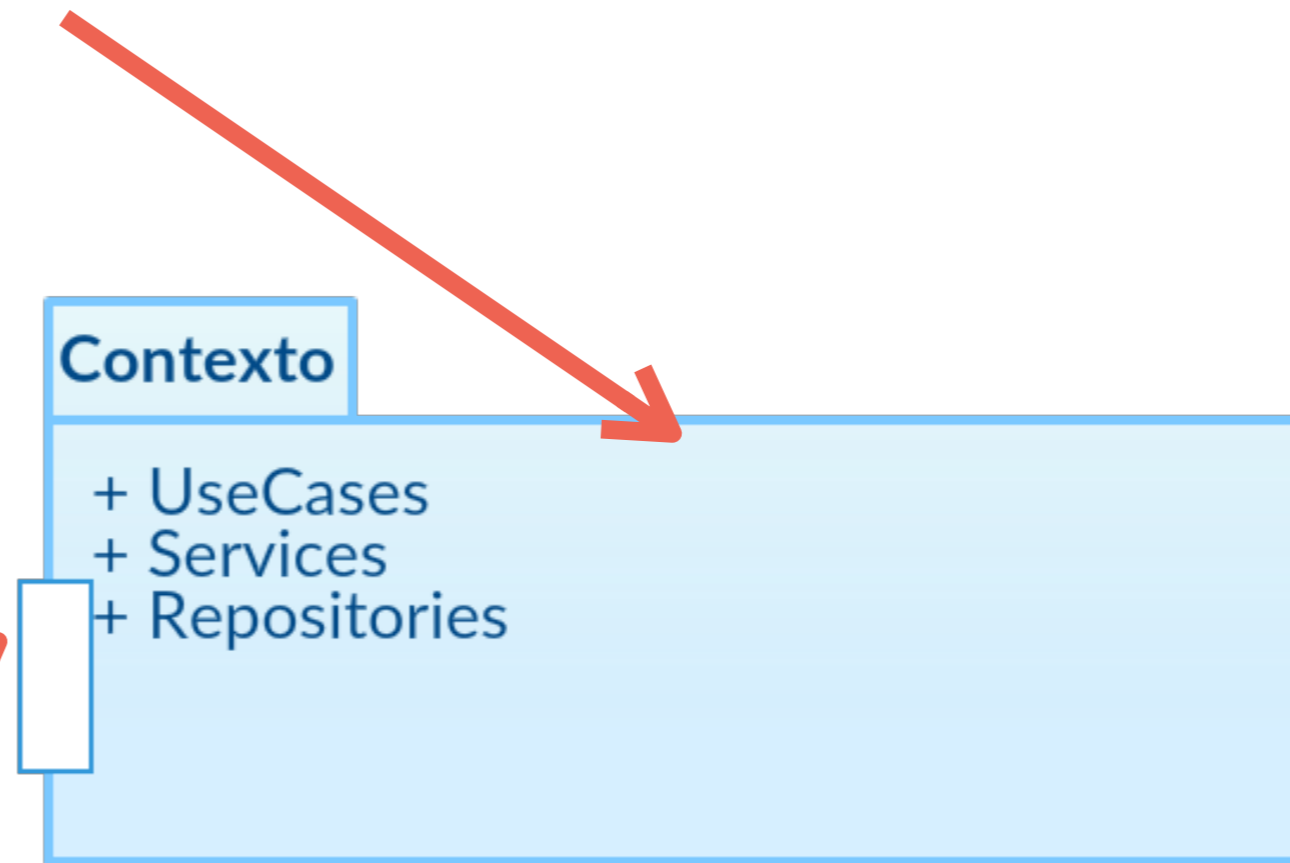 Contexto
+ UseCases
+ Services
+ Repositories